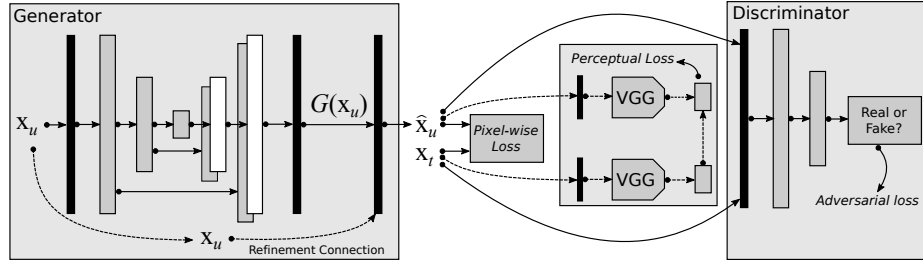 Generator
x_u
G(x_u)
x_u
Refinement Connection
x̂_u
x_t
Pixel-wise
Loss
Perceptual Loss
VGG
VGG
Discriminator
Real or
Fake?
Adversarial loss